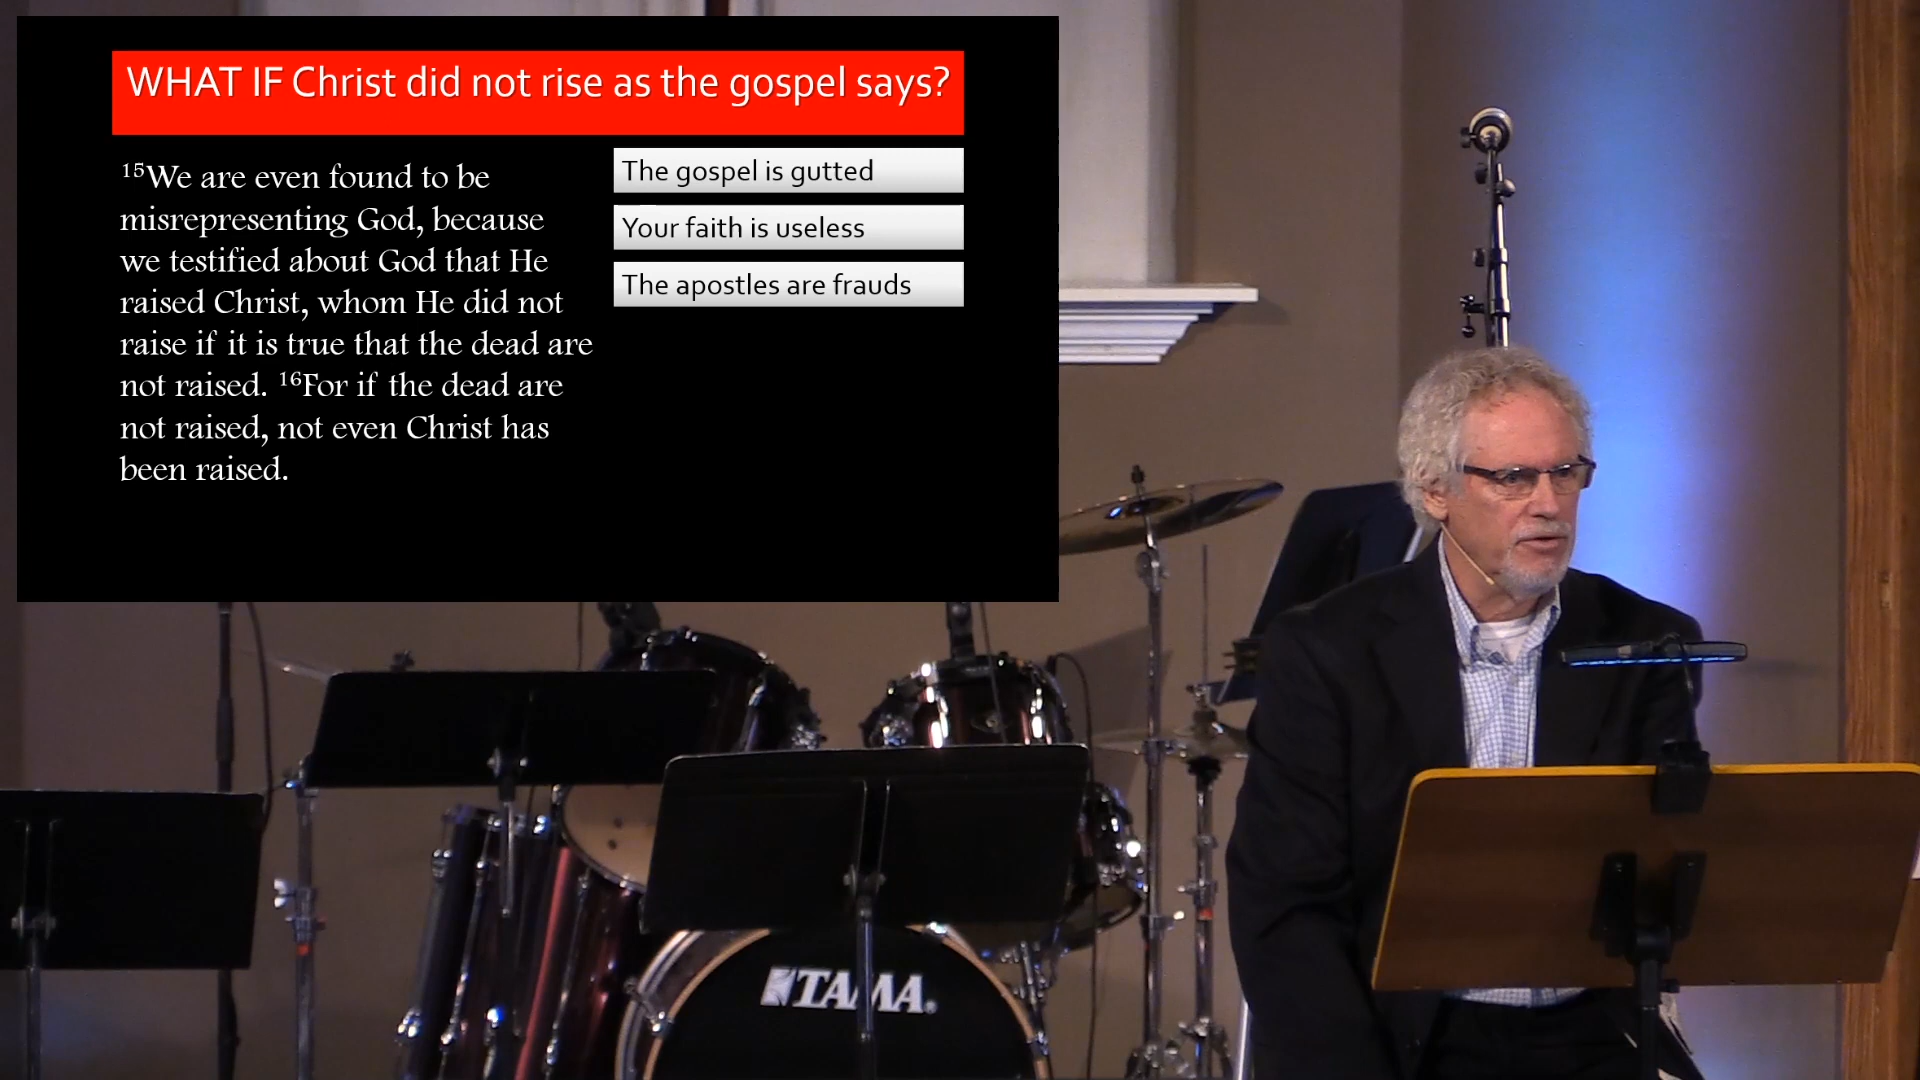 WHAT IF Christ did not rise as the gospel says?
¹⁵We are even found to be
misrepresenting God, because
we testified about God that He
raised Christ, whom He did not
raise if it is true that the dead are
not raised. ¹⁶For if the dead are
not raised, not even Christ has
been raised.
The gospel is gutted
Your faith is useless
The apostles are frauds
TAMA®